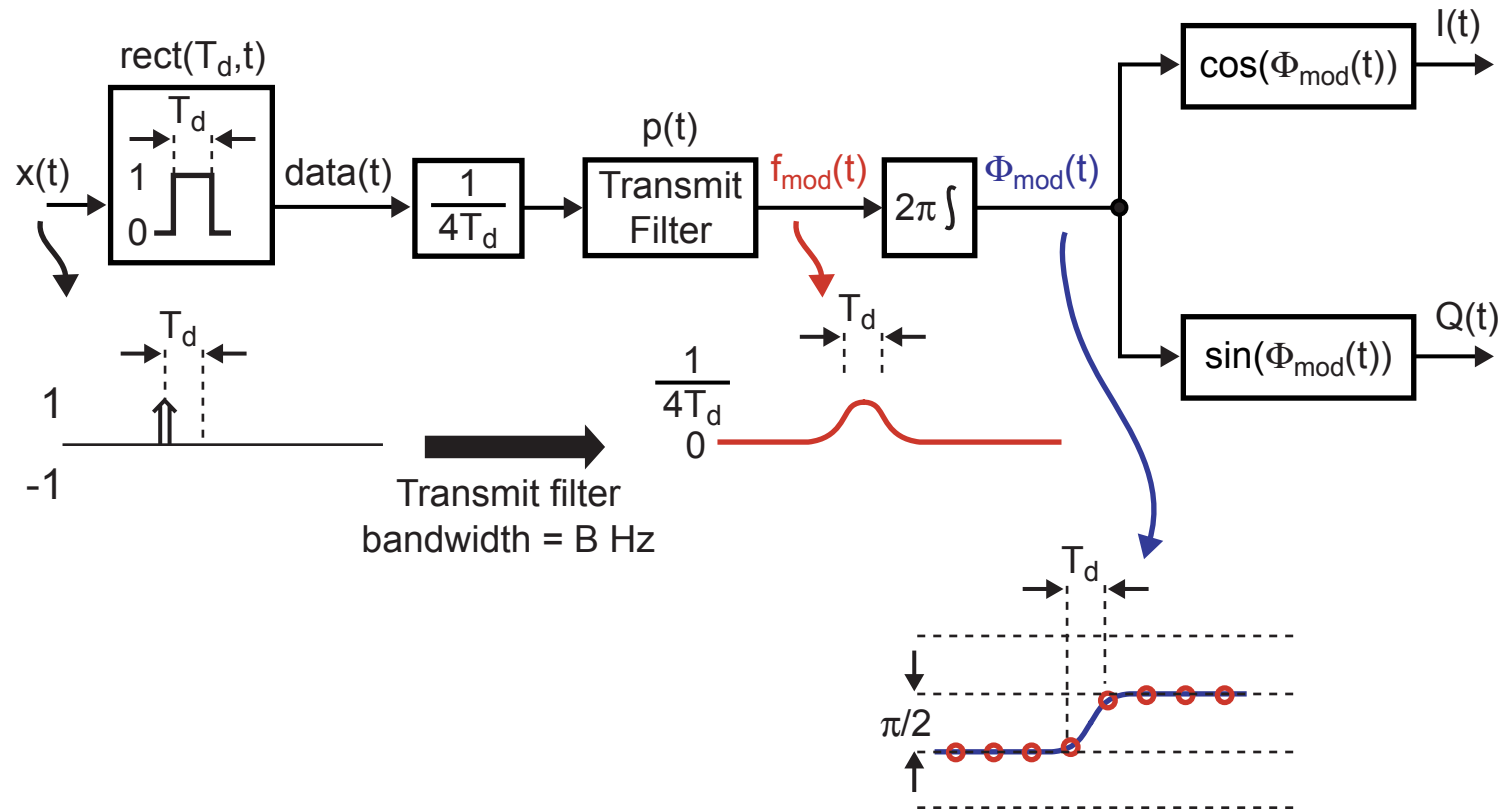 rect(T_d,t)
T_d
1
0
x(t)
data(t)
1
4T_d
p(t)
Transmit
Filter
f_mod(t)
2π ∫
Φ_mod(t)
cos(Φ_mod(t))
I(t)
sin(Φ_mod(t))
Q(t)
T_d
1
-1
Transmit filter
bandwidth = B Hz
T_d
1
4T_d
0
T_d
π/2